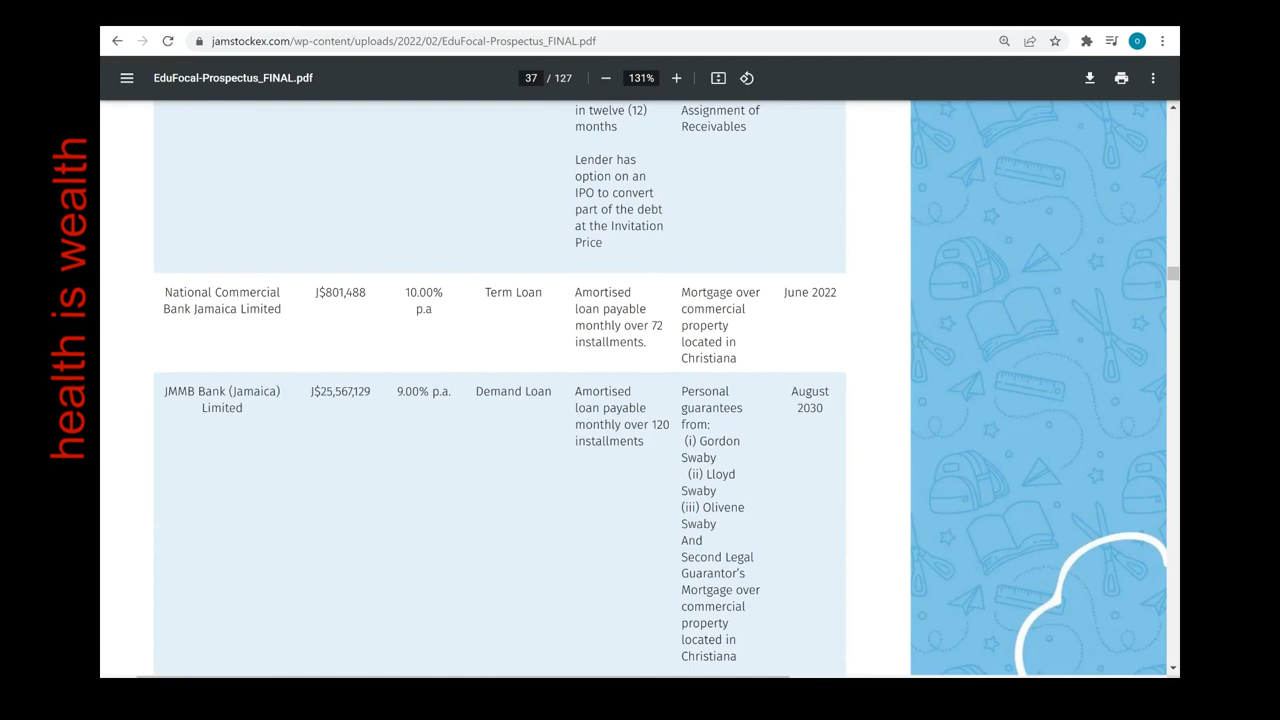 health is wealth
jamstockex.com/wp-content/uploads/2022/02/EduFocal-Prospectus_FINAL.pdf
o
EduFocal-Prospectus_FINAL.pdf
37 / 127
131%
in twelve (12)
months
Lender has
option on an
IPO to convert
part of the debt
at the Invitation
Price
Assignment of
Receivables
National Commercial
Bank Jamaica Limited
J$801,488
10.00%
p.a
Term Loan
Amortised
loan payable
monthly over 72
installments.
Mortgage over
commercial
property
located in
Christiana
June 2022
JMMB Bank (Jamaica)
Limited
J$25,567,129
9.00% p.a.
Demand Loan
Amortised
loan payable
monthly over 120
installments
Personal
guarantees
from:
(i) Gordon
Swaby
(ii) Lloyd
Swaby
(iii) Olivene
Swaby
And
Second Legal
Guarantor's
Mortgage over
commercial
property
located in
Christiana
August
2030